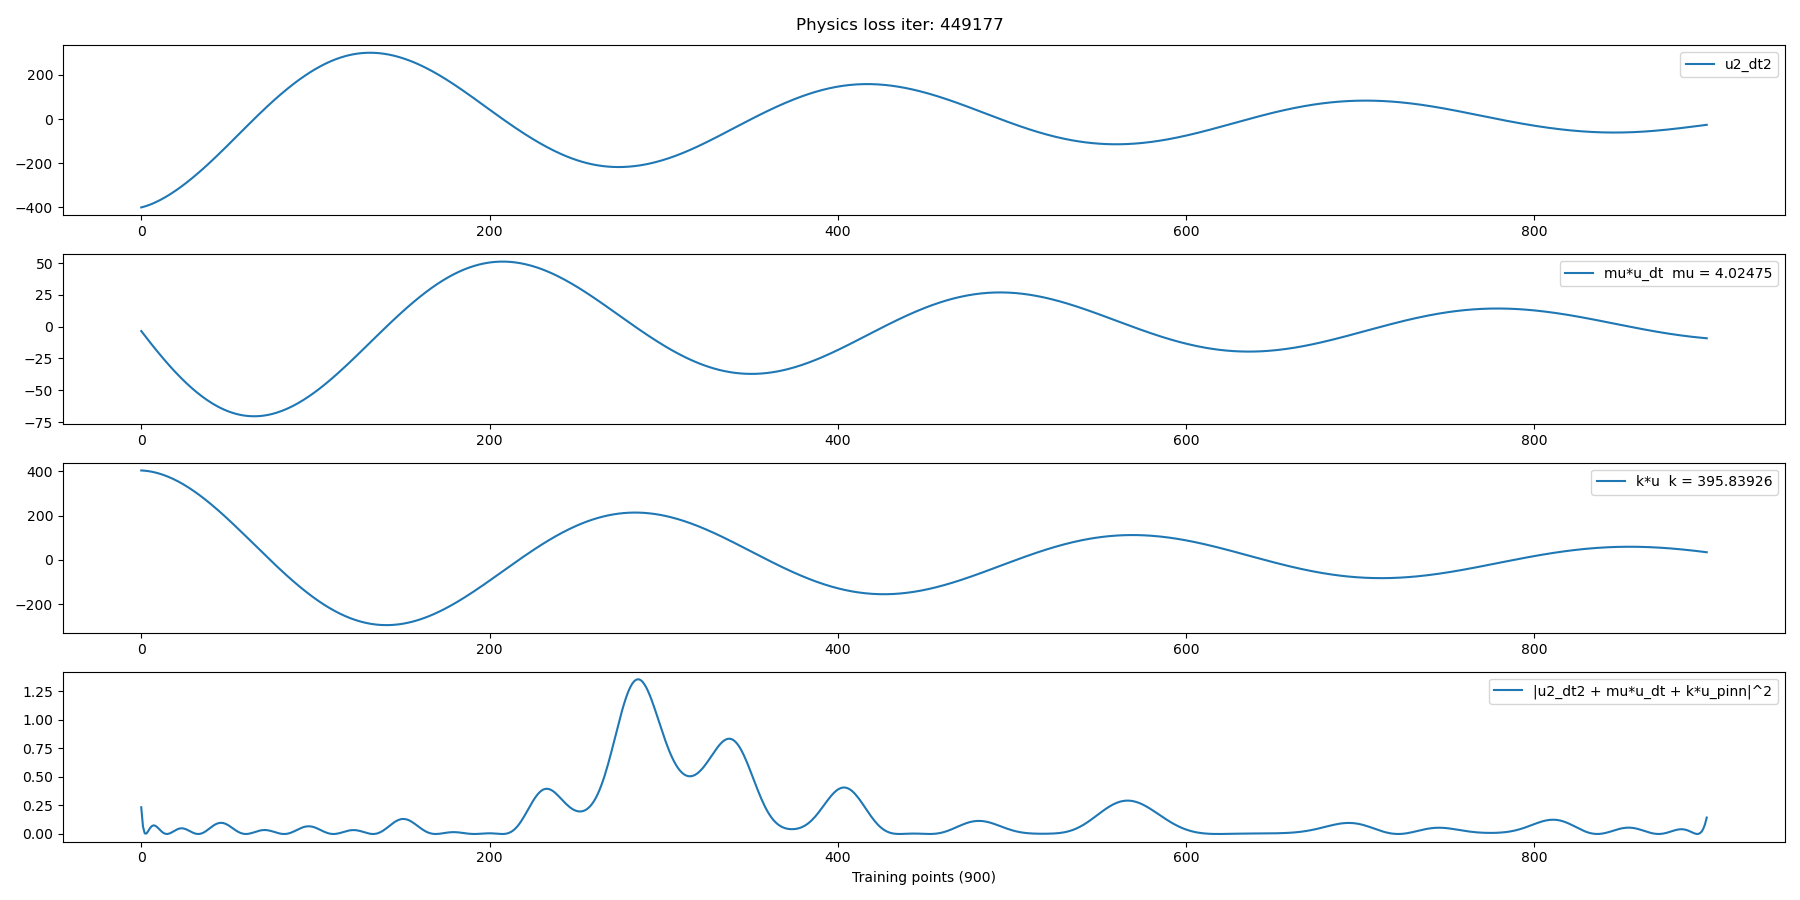 Physics loss iter: 449177
u2_dt2
200
0
−200
−400
0 200 400 600 800
mu*u_dt  mu = 4.02475
50
25
0
−25
−50
−75
0 200 400 600 800
k*u  k = 395.83926
400
200
0
−200
0 200 400 600 800
|u2_dt2 + mu*u_dt + k*u_pinn|^2
1.25
1.00
0.75
0.50
0.25
0.00
0 200 400 600 800
Training points (900)